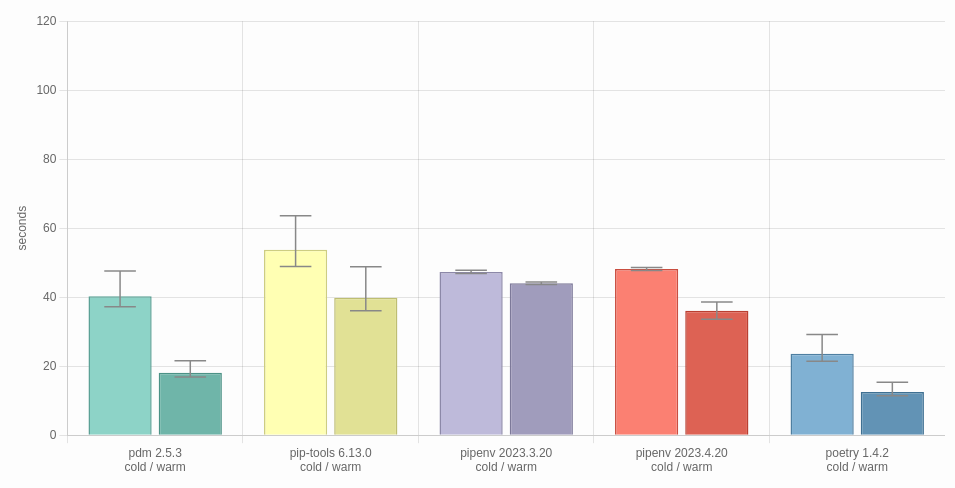 120
100
80
60
40
20
0
seconds
pdm 2.5.3
cold / warm
pip-tools 6.13.0
cold / warm
pipenv 2023.3.20
cold / warm
pipenv 2023.4.20
cold / warm
poetry 1.4.2
cold / warm